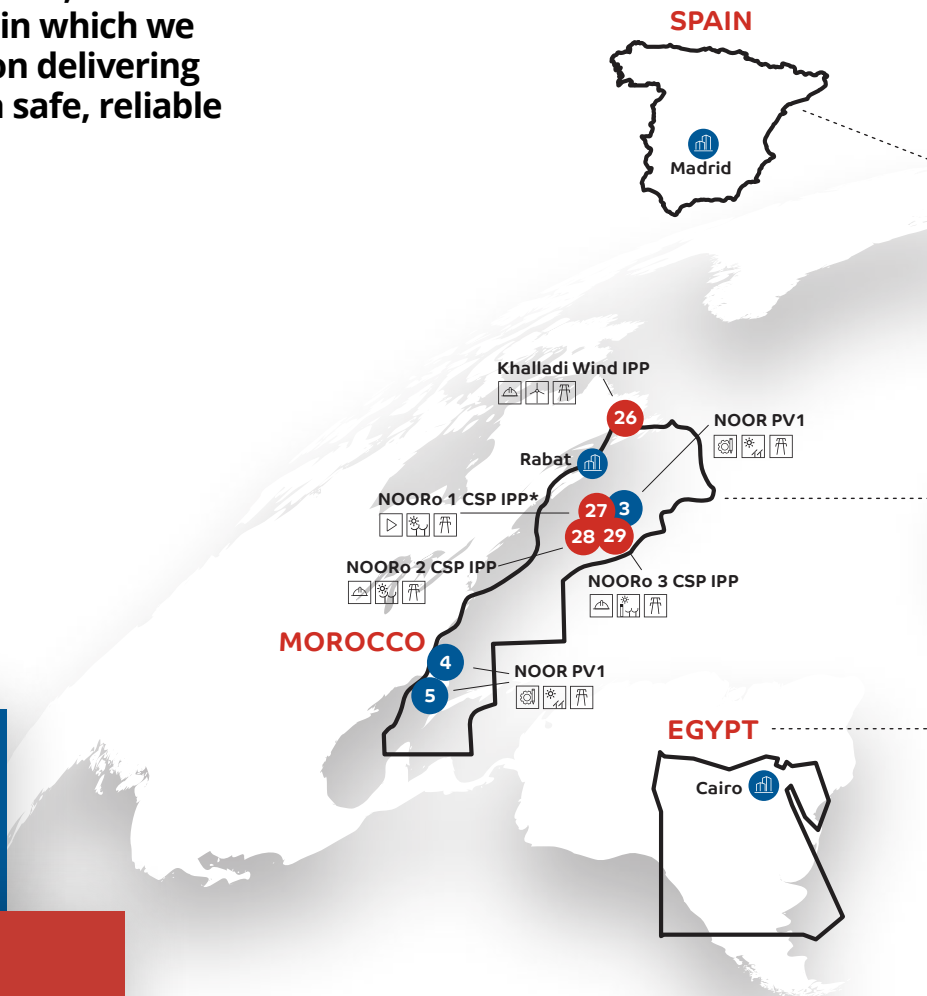 in which we
on delivering
safe, reliable
SPAIN
Madrid
Khalladi Wind IPP
26
NOOR PV1
Rabat
NOORo 1 CSP IPP*
27
3
28
29
NOORo 2 CSP IPP
NOORo 3 CSP IPP
MOROCCO
4
NOOR PV1
5
EGYPT
Cairo